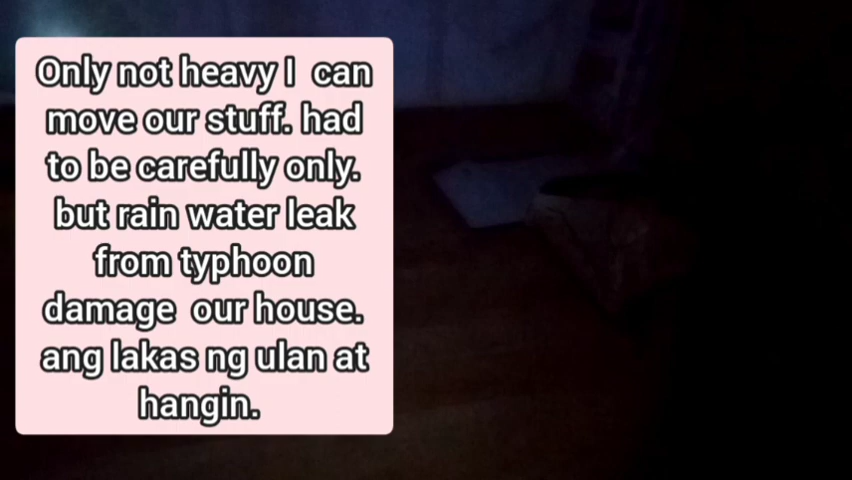 Only not heavy I can
move our stuff. had
to be carefully only.
but rain water leak
from typhoon
damage our house.
ang lakas ng ulan at
hangin.